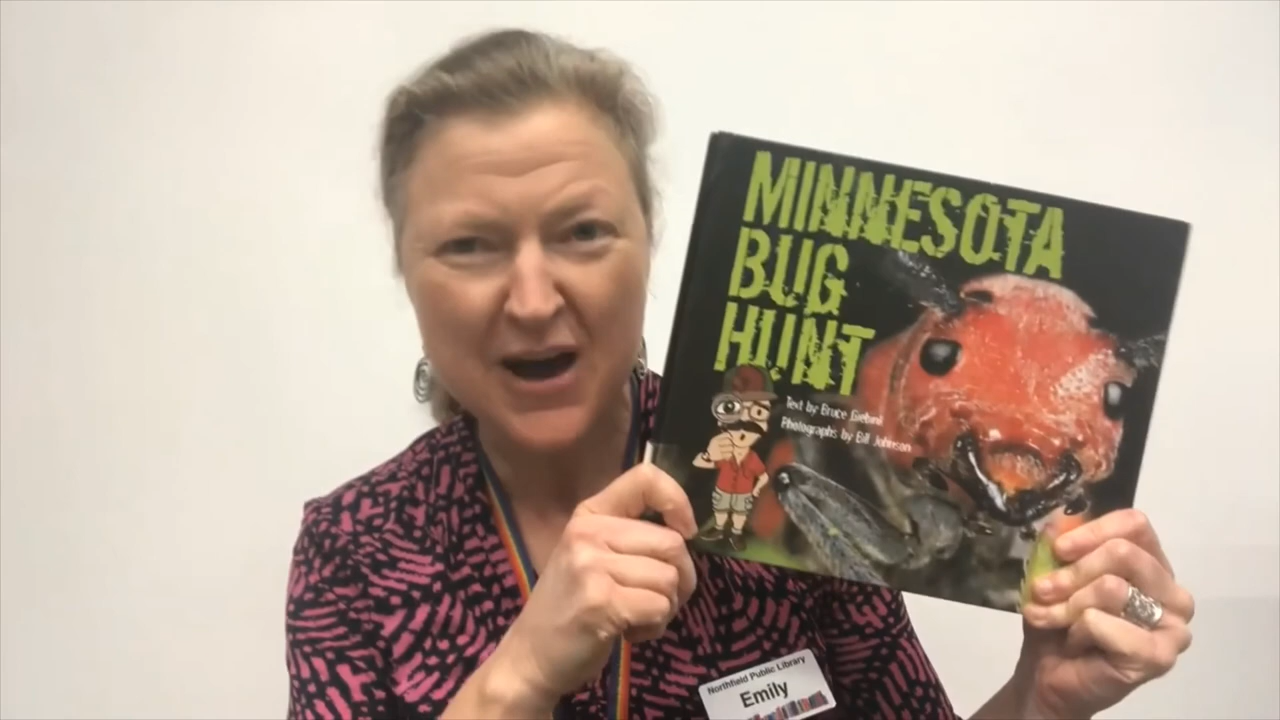 MINNESOTA
BUG
HUNT
Text by Bruce Giebink
Photographs by Bill Johnson
Northfield Public Library
Emily